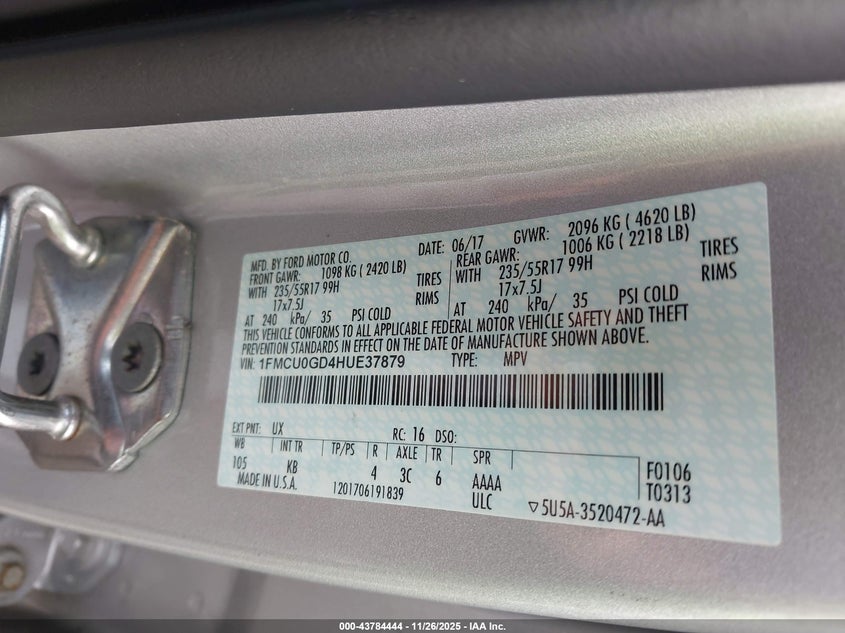 MFD. BY FORD MOTOR CO. DATE: 06/17 GVWR: 2096 KG ( 4620 LB)
FRONT GAWR: 1098 KG ( 2420 LB) REAR GAWR: 1006 KG ( 2218 LB)
WITH 235/55R17 99H TIRES WITH 235/55R17 99H TIRES
17x7.5J RIMS 17x7.5J RIMS
AT 240 kPa/ 35 PSI COLD AT 240 kPa/ 35 PSI COLD
THIS VEHICLE CONFORMS TO ALL APPLICABLE FEDERAL MOTOR VEHICLE SAFETY AND THEFT
PREVENTION STANDARDS IN EFFECT ON THE DATE OF MANUFACTURE SHOWN ABOVE.
VIN: 1FMCU0GD4HUE37879 TYPE: MPV
EXT PNT: UX RC: 16 DSO:
WB INT TR TP/PS R AXLE TR SPR
105 KB 4 3C 6 AAAA F0106
MADE IN U.S.A. 1201706191839 ULC T0313
▽5U5A-3520472-AA
000-43784444 - 11/26/2025 - IAA Inc.